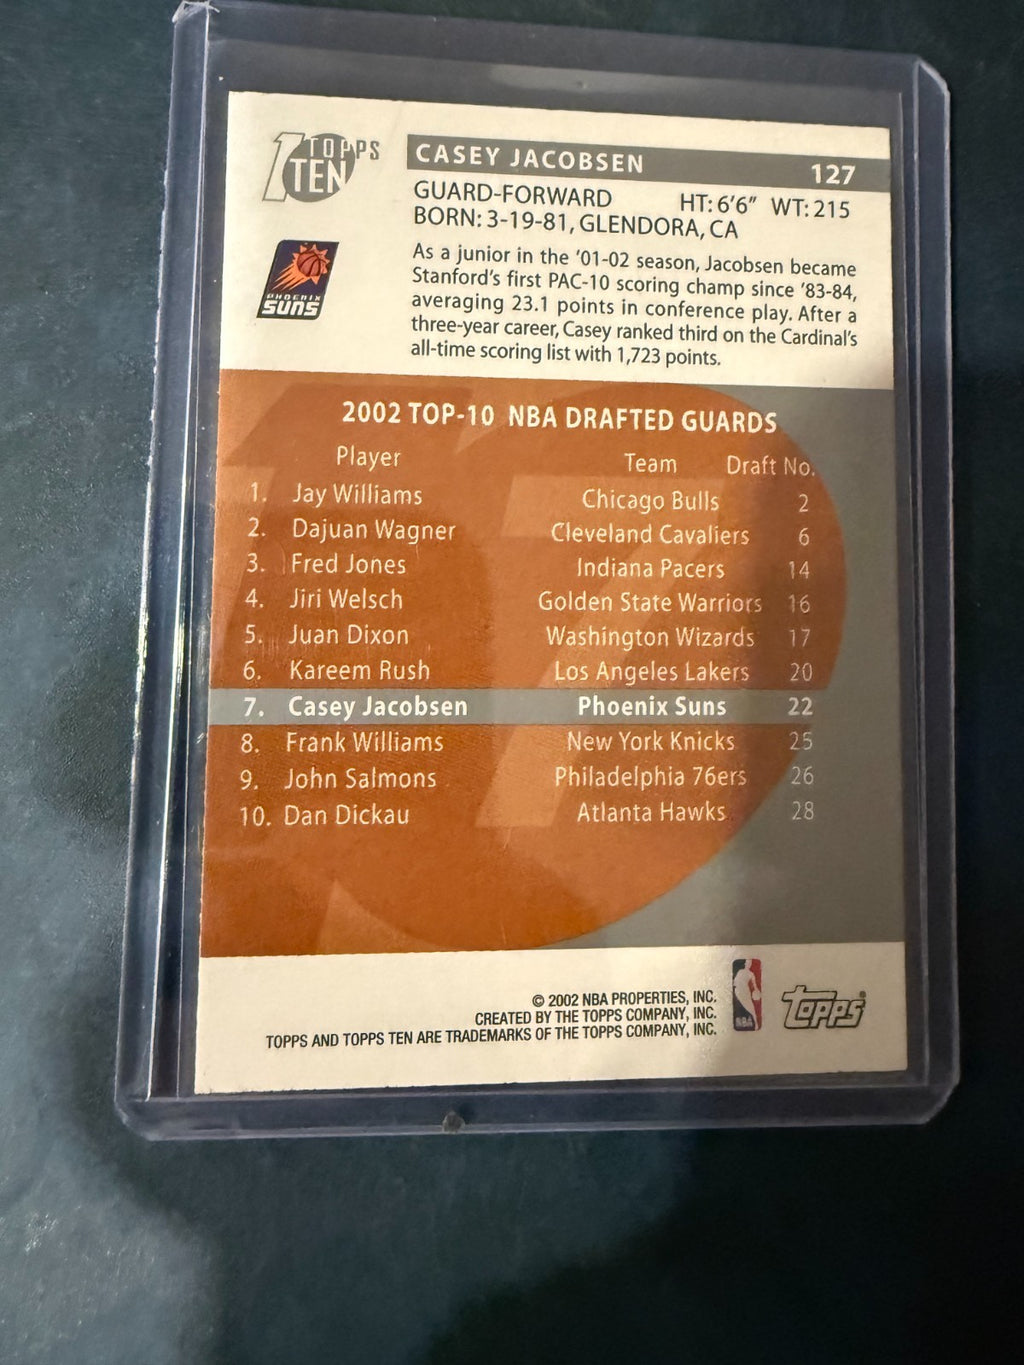 1 TOPPS TEN
CASEY JACOBSEN 127
GUARD-FORWARD HT: 6'6" WT: 215
BORN: 3-19-81, GLENDORA, CA
PHOENIX
SUNS
As a junior in the '01-02 season, Jacobsen became
Stanford's first PAC-10 scoring champ since '83-84,
averaging 23.1 points in conference play. After a
three-year career, Casey ranked third on the Cardinal's
all-time scoring list with 1,723 points.
2002 TOP-10 NBA DRAFTED GUARDS
Player Team Draft No.
1. Jay Williams Chicago Bulls 2
2. Dajuan Wagner Cleveland Cavaliers 6
3. Fred Jones Indiana Pacers 14
4. Jiri Welsch Golden State Warriors 16
5. Juan Dixon Washington Wizards 17
6. Kareem Rush Los Angeles Lakers 20
7. Casey Jacobsen Phoenix Suns 22
8. Frank Williams New York Knicks 25
9. John Salmons Philadelphia 76ers 26
10. Dan Dickau Atlanta Hawks 28
© 2002 NBA PROPERTIES, INC.
CREATED BY THE TOPPS COMPANY, INC.
TOPPS AND TOPPS TEN ARE TRADEMARKS OF THE TOPPS COMPANY, INC.
NBA
Topps®